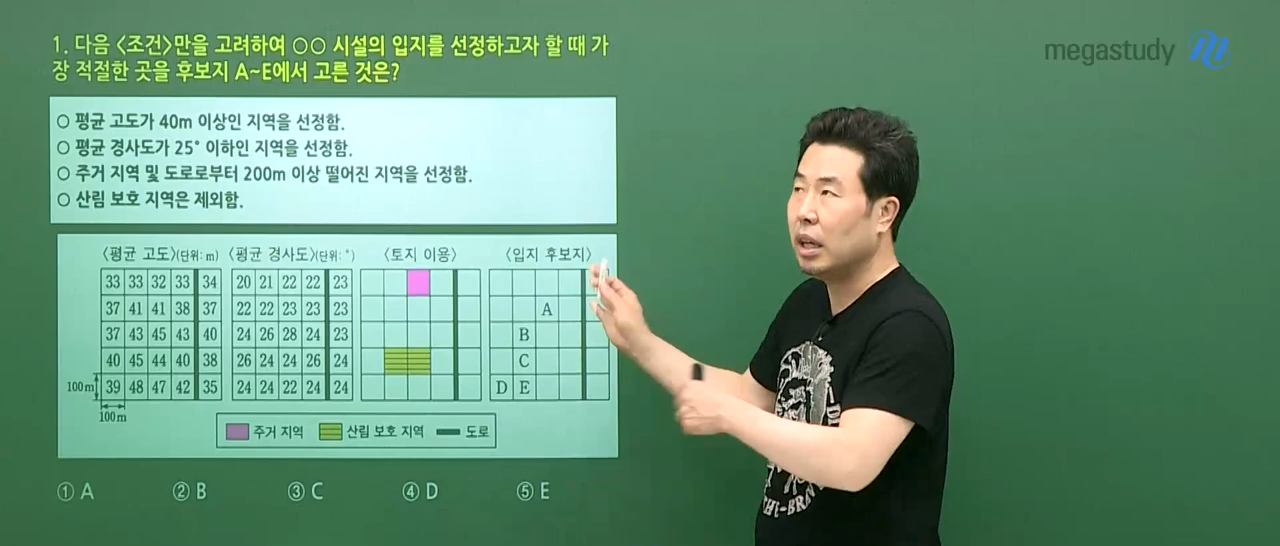 megastudy
1. 다음 <조건>만을 고려하여 ○○ 시설의 입지를 선정하고자 할 때 가
장 적절한 곳을 후보지 A~E에서 고른 것은?
○ 평균 고도가 40m 이상인 지역을 선정함.
○ 평균 경사도가 25° 이하인 지역을 선정함.
○ 주거 지역 및 도로로부터 200m 이상 떨어진 지역을 선정함.
○ 산림 보호 지역은 제외함.
<평균 고도>(단위: m) <평균 경사도>(단위: °) <토지 이용> <입지 후보지>
33 33 32 33 34 20 21 22 22 23
37 41 41 38 37 22 22 23 23 23 A
37 43 45 43 40 24 26 28 24 23 B
40 45 44 40 38 26 24 24 26 24 C
100m 39 48 47 42 35 24 24 22 24 24 D E
100m
주거 지역 산림 보호 지역 도로
① A ② B ③ C ④ D ⑤ E